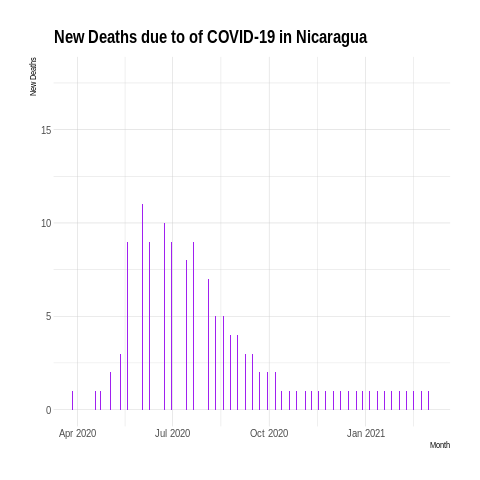 New Deaths due to of COVID-19 in Nicaragua
New Deaths
15
10
5
0
Apr 2020 Jul 2020 Oct 2020 Jan 2021
Month